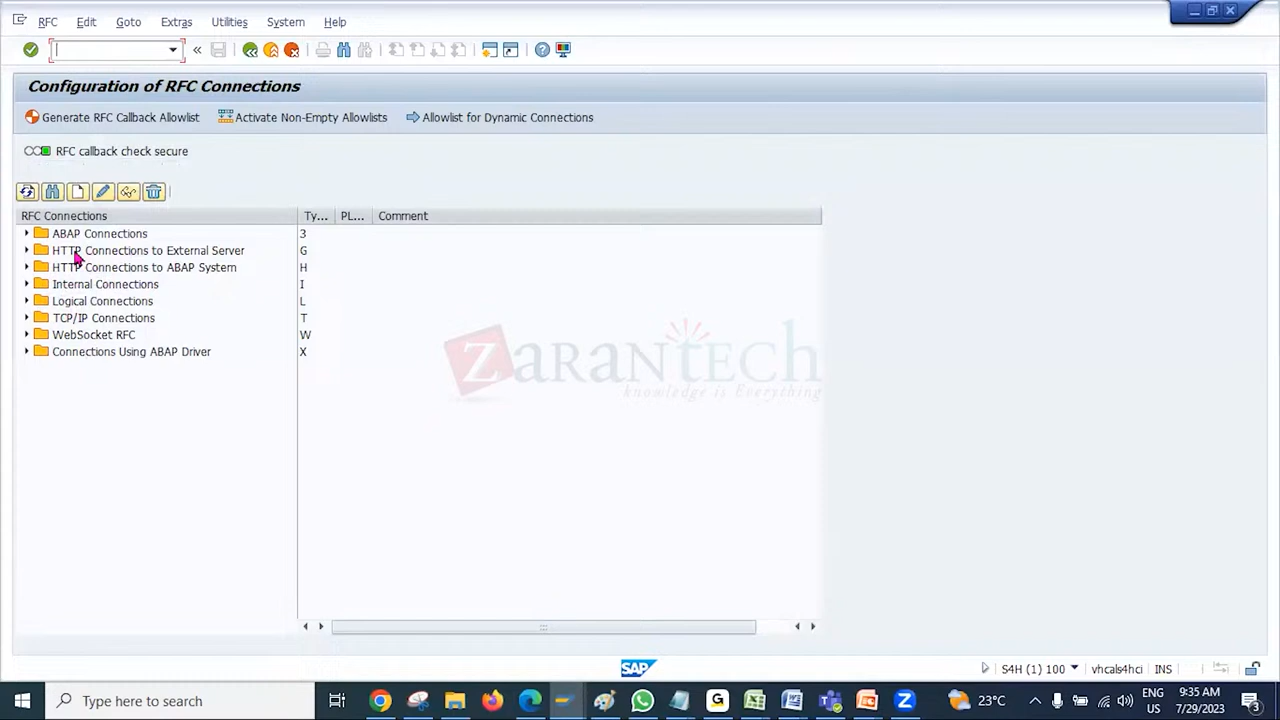 RFC Edit Goto Extras Utilities System Help
Configuration of RFC Connections
Generate RFC Callback Allowlist Activate Non-Empty Allowlists Allowlist for Dynamic Connections
RFC callback check secure
RFC Connections Ty... PL... Comment
ABAP Connections 3
HTTP Connections to External Server G
HTTP Connections to ABAP System H
Internal Connections I
Logical Connections L
TCP/IP Connections T
WebSocket RFC W
Connections Using ABAP Driver X
ZARANTECH
knowledge is Everything
SAP
S4H (1) 100 vhcals4hci INS
Type here to search
23°C
ENG
US
9:35 AM
7/29/2023
3